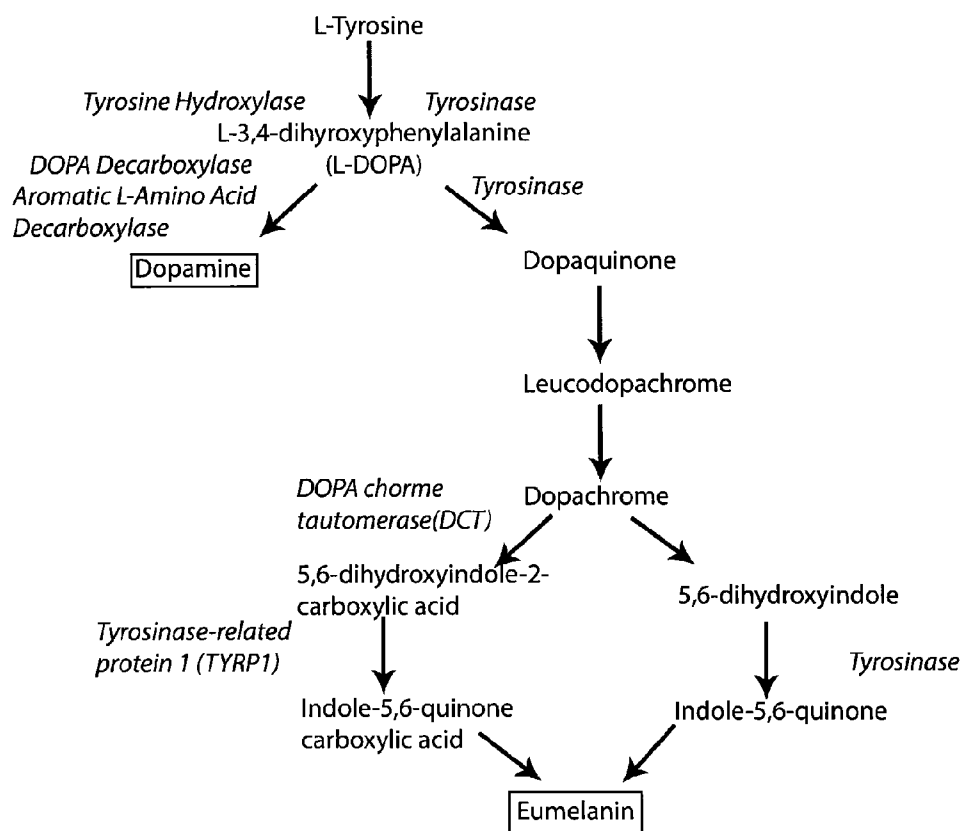 L-Tyrosine
Tyrosine Hydroxylase
Tyrosinase
L-3,4-dihyroxyphenylalanine
(L-DOPA)
DOPA Decarboxylase
Aromatic L-Amino Acid
Decarboxylase
Tyrosinase
Dopamine
Dopaquinone
Leucodopachrome
DOPA chorme
tautomerase(DCT)
Dopachrome
5,6-dihydroxyindole-2-
carboxylic acid
5,6-dihydroxyindole
Tyrosinase-related
protein 1 (TYRP1)
Tyrosinase
Indole-5,6-quinone
carboxylic acid
Indole-5,6-quinone
Eumelanin